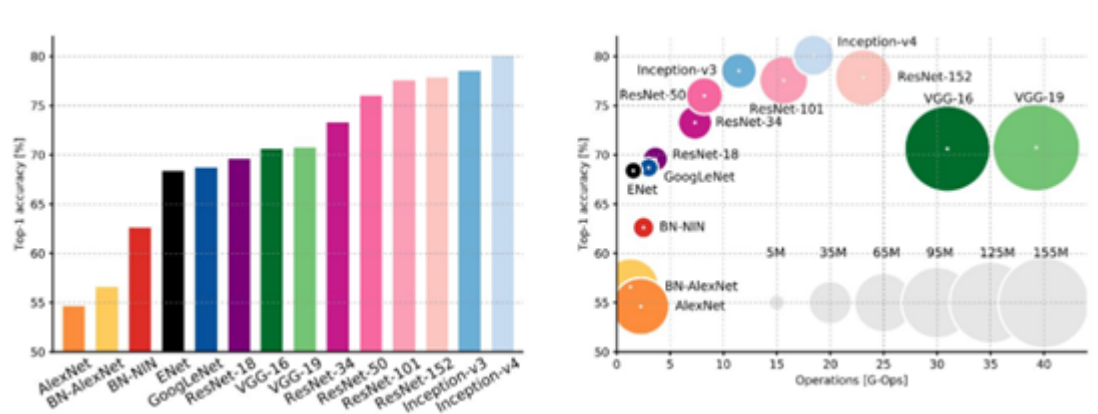 Top-1 accuracy [%]
80
75
70
65
60
55
50
AlexNet
BN-AlexNet
BN-NIN
ENet
GoogLeNet
ResNet-18
VGG-16
VGG-19
ResNet-34
ResNet-50
ResNet-101
ResNet-152
Inception-v3
Inception-v4
Top-1 accuracy [%]
80
75
70
65
60
55
50
Inception-v4
Inception-v3
ResNet-152
ResNet-50
VGG-16
VGG-19
ResNet-101
ResNet-34
ResNet-18
GoogLeNet
ENet
BN-NIN
5M 35M 65M 95M 125M 155M
BN-AlexNet
AlexNet
0 5 10 15 20 25 30 35 40
Operations [G-Ops]